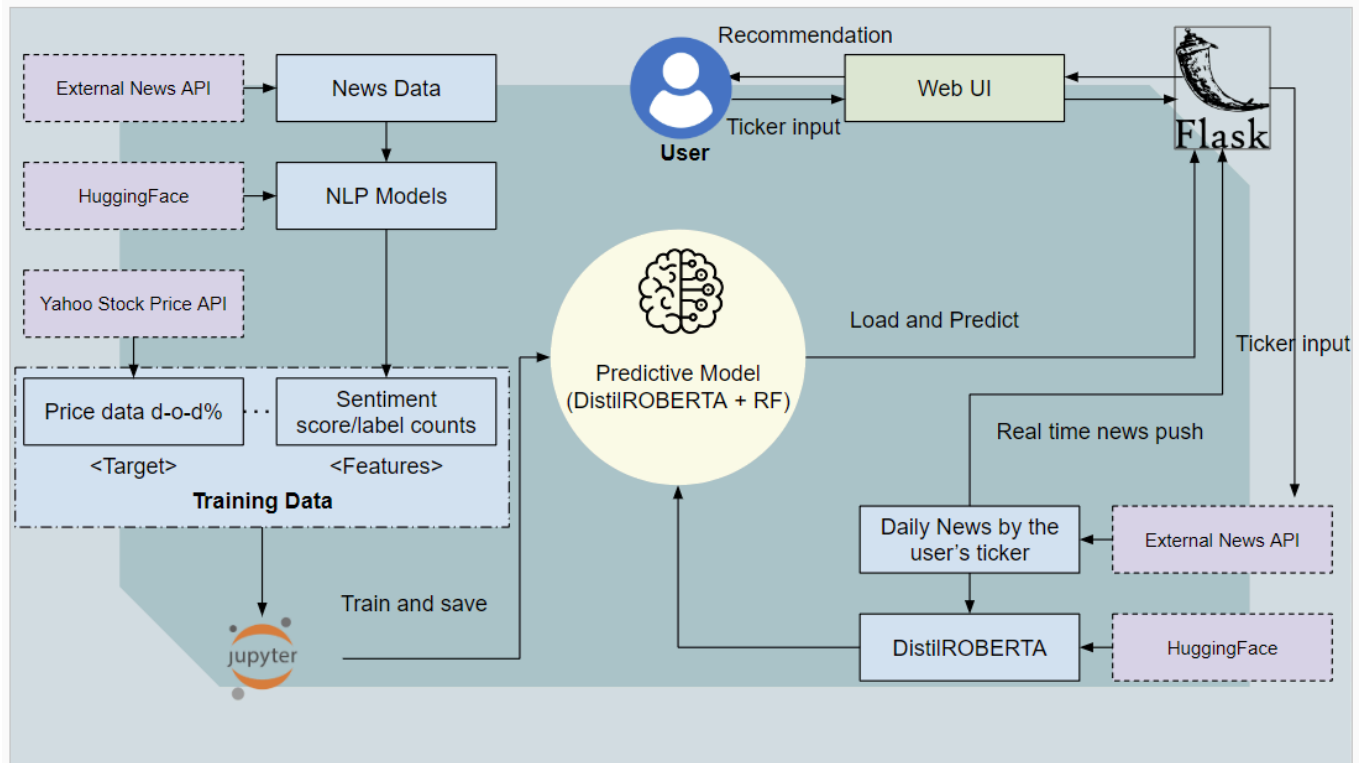 External News API
News Data
HuggingFace
NLP Models
Yahoo Stock Price API
Price data d-o-d%
...
Sentiment
score/label counts
<Target>
<Features>
Training Data
jupyter
Train and save
Recommendation
Ticker input
User
Web UI
Flask
Predictive Model
(DistilROBERTA + RF)
Load and Predict
Ticker input
Real time news push
Daily News by the
user's ticker
External News API
DistilROBERTA
HuggingFace